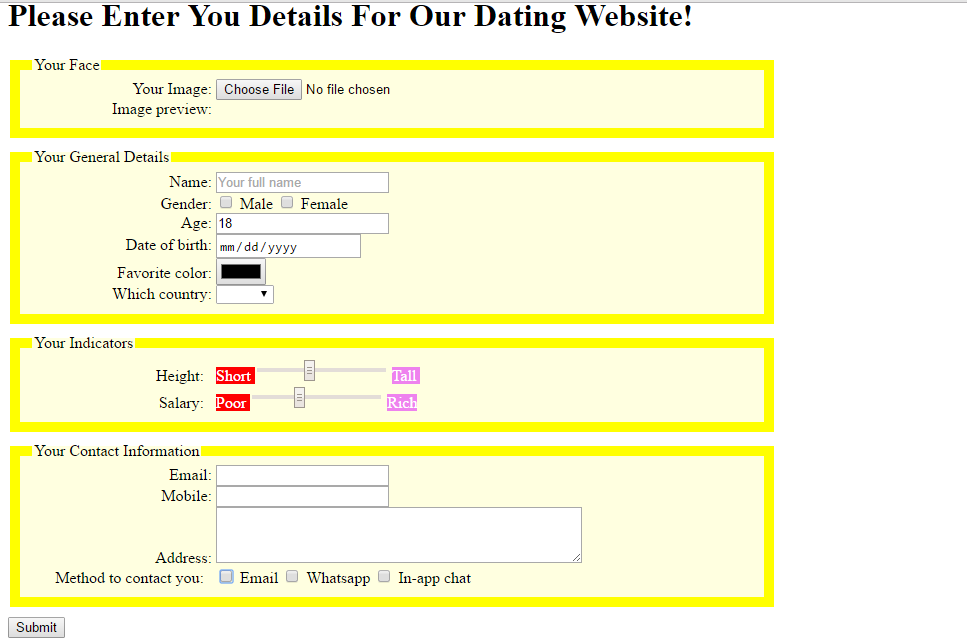 Please Enter You Details For Our Dating Website!
Your Face
Your Image: Choose File No file chosen
Image preview:
Your General Details
Name: Your full name
Gender: Male Female
Age: 18
Date of birth: mm/dd/yyyy
Favorite color:
Which country:
Your Indicators
Height: Short Tall
Salary: Poor Rich
Your Contact Information
Email:
Mobile:
Address:
Method to contact you: Email Whatsapp In-app chat
Submit